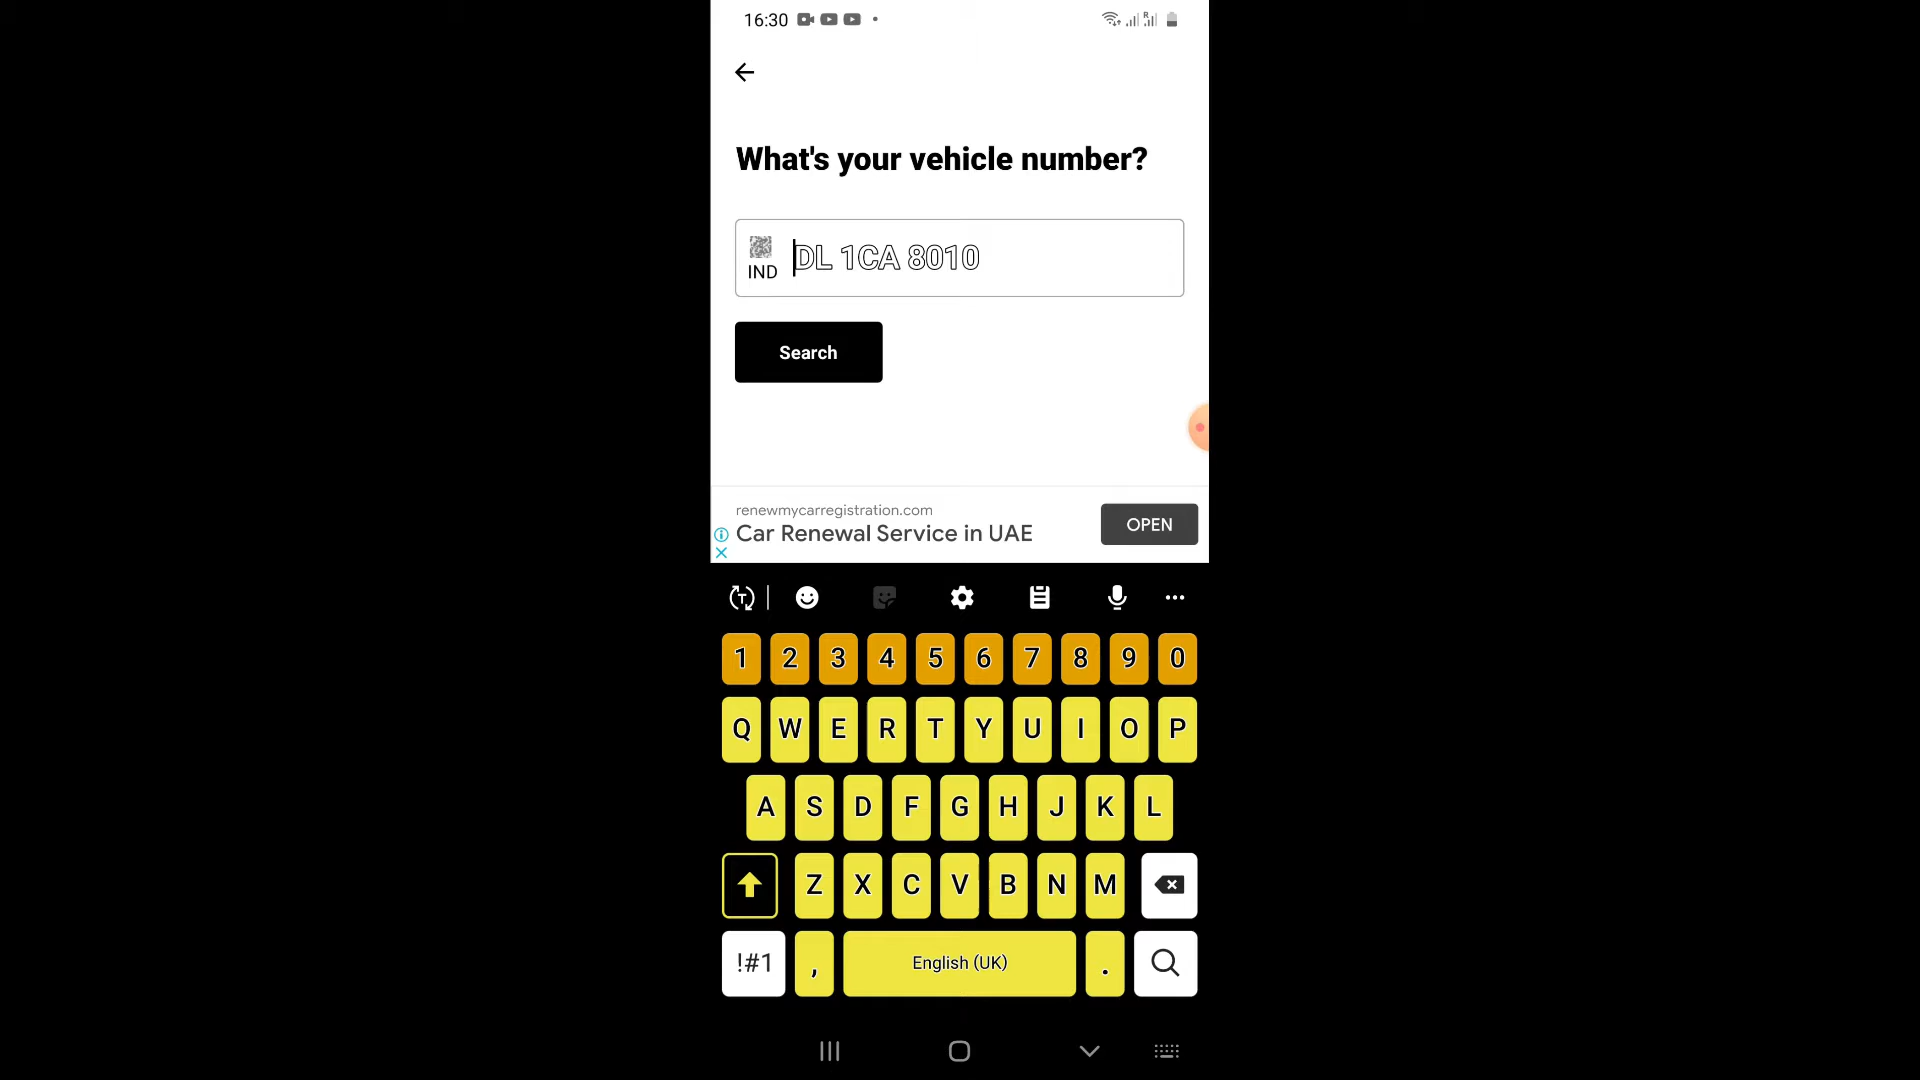 16:30
What's your vehicle number?
IND
DL 1CA 8010
Search
renewmycarregistration.com
Car Renewal Service in UAE
OPEN
1 2 3 4 5 6 7 8 9 0
Q W E R T Y U I O P
A S D F G H J K L
Z X C V B N M
!#1 , English (UK) .